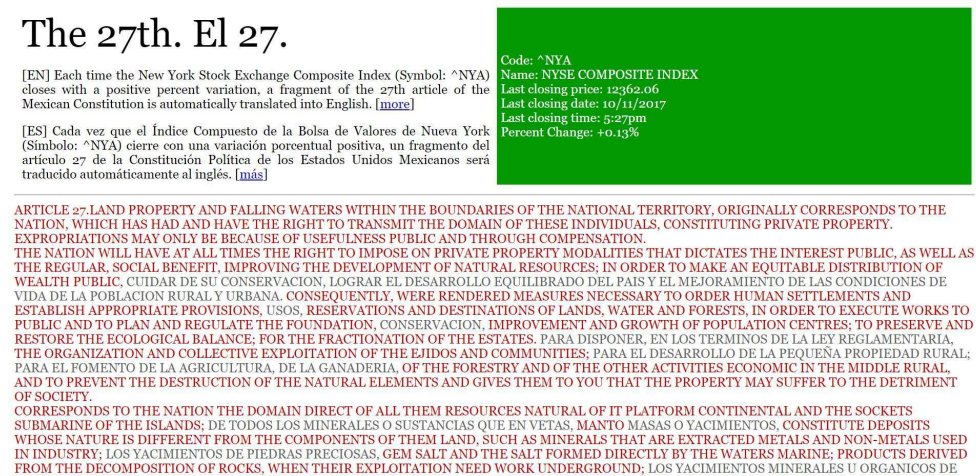 The 27th. El 27.
[EN] Each time the New York Stock Exchange Composite Index (Symbol: ^NYA)
closes with a positive percent variation, a fragment of the 27th article of the
Mexican Constitution is automatically translated into English. [more]
[ES] Cada vez que el Índice Compuesto de la Bolsa de Valores de Nueva York
(Símbolo: ^NYA) cierre con una variación porcentual positiva, un fragmento del
artículo 27 de la Constitución Política de los Estados Unidos Mexicanos será
traducido automáticamente al inglés. [más]
Code: ^NYA
Name: NYSE COMPOSITE INDEX
Last closing price: 12362.06
Last closing date: 10/11/2017
Last closing time: 5:27pm
Percent Change: +0.13%
ARTICLE 27.LAND PROPERTY AND FALLING WATERS WITHIN THE BOUNDARIES OF THE NATIONAL TERRITORY, ORIGINALLY CORRESPONDS TO THE
NATION, WHICH HAS HAD AND HAVE THE RIGHT TO TRANSMIT THE DOMAIN OF THESE INDIVIDUALS, CONSTITUTING PRIVATE PROPERTY.
EXPROPRIATIONS MAY ONLY BE BECAUSE OF USEFULNESS PUBLIC AND THROUGH COMPENSATION.
THE NATION WILL HAVE AT ALL TIMES THE RIGHT TO IMPOSE ON PRIVATE PROPERTY MODALITIES THAT DICTATES THE INTEREST PUBLIC, AS WELL AS
THE REGULAR, SOCIAL BENEFIT, IMPROVING THE DEVELOPMENT OF NATURAL RESOURCES; IN ORDER TO MAKE AN EQUITABLE DISTRIBUTION OF
WEALTH PUBLIC, CUIDAR DE SU CONSERVACION, LOGRAR EL DESARROLLO EQUILIBRADO DEL PAIS Y EL MEJORAMIENTO DE LAS CONDICIONES DE
VIDA DE LA POBLACION RURAL Y URBANA. CONSEQUENTLY, WERE RENDERED MEASURES NECESSARY TO ORDER HUMAN SETTLEMENTS AND
ESTABLISH APPROPRIATE PROVISIONS, USOS, RESERVATIONS AND DESTINATIONS OF LANDS, WATER AND FORESTS, IN ORDER TO EXECUTE WORKS TO
PUBLIC AND TO PLAN AND REGULATE THE FOUNDATION, CONSERVACION, IMPROVEMENT AND GROWTH OF POPULATION CENTRES; TO PRESERVE AND
RESTORE THE ECOLOGICAL BALANCE; FOR THE FRACTIONATION OF THE ESTATES. PARA DISPONER, EN LOS TERMINOS DE LA LEY REGLAMENTARIA,
THE ORGANIZATION AND COLLECTIVE EXPLOITATION OF THE EJIDOS AND COMMUNITIES; PARA EL DESARROLLO DE LA PEQUEÑA PROPIEDAD RURAL;
PARA EL FOMENTO DE LA AGRICULTURA, DE LA GANADERIA, OF THE FORESTRY AND OF THE OTHER ACTIVITIES ECONOMIC IN THE MIDDLE RURAL,
AND TO PREVENT THE DESTRUCTION OF THE NATURAL ELEMENTS AND GIVES THEM TO YOU THAT THE PROPERTY MAY SUFFER TO THE DETRIMENT
OF SOCIETY.
CORRESPONDS TO THE NATION THE DOMAIN DIRECT OF ALL THEM RESOURCES NATURAL OF IT PLATFORM CONTINENTAL AND THE SOCKETS
SUBMARINE OF THE ISLANDS; DE TODOS LOS MINERALES O SUSTANCIAS QUE EN VETAS, MANTO MASAS O YACIMIENTOS, CONSTITUTE DEPOSITS
WHOSE NATURE IS DIFFERENT FROM THE COMPONENTS OF THEM LAND, SUCH AS MINERALS THAT ARE EXTRACTED METALS AND NON-METALS USED
IN INDUSTRY; LOS YACIMIENTOS DE PIEDRAS PRECIOSAS, GEM SALT AND THE SALT FORMED DIRECTLY BY THE WATERS MARINE; PRODUCTS DERIVED
FROM THE DECOMPOSITION OF ROCKS, WHEN THEIR EXPLOITATION NEED WORK UNDERGROUND; LOS YACIMIENTOS MINERALES U ORGANICOS DE